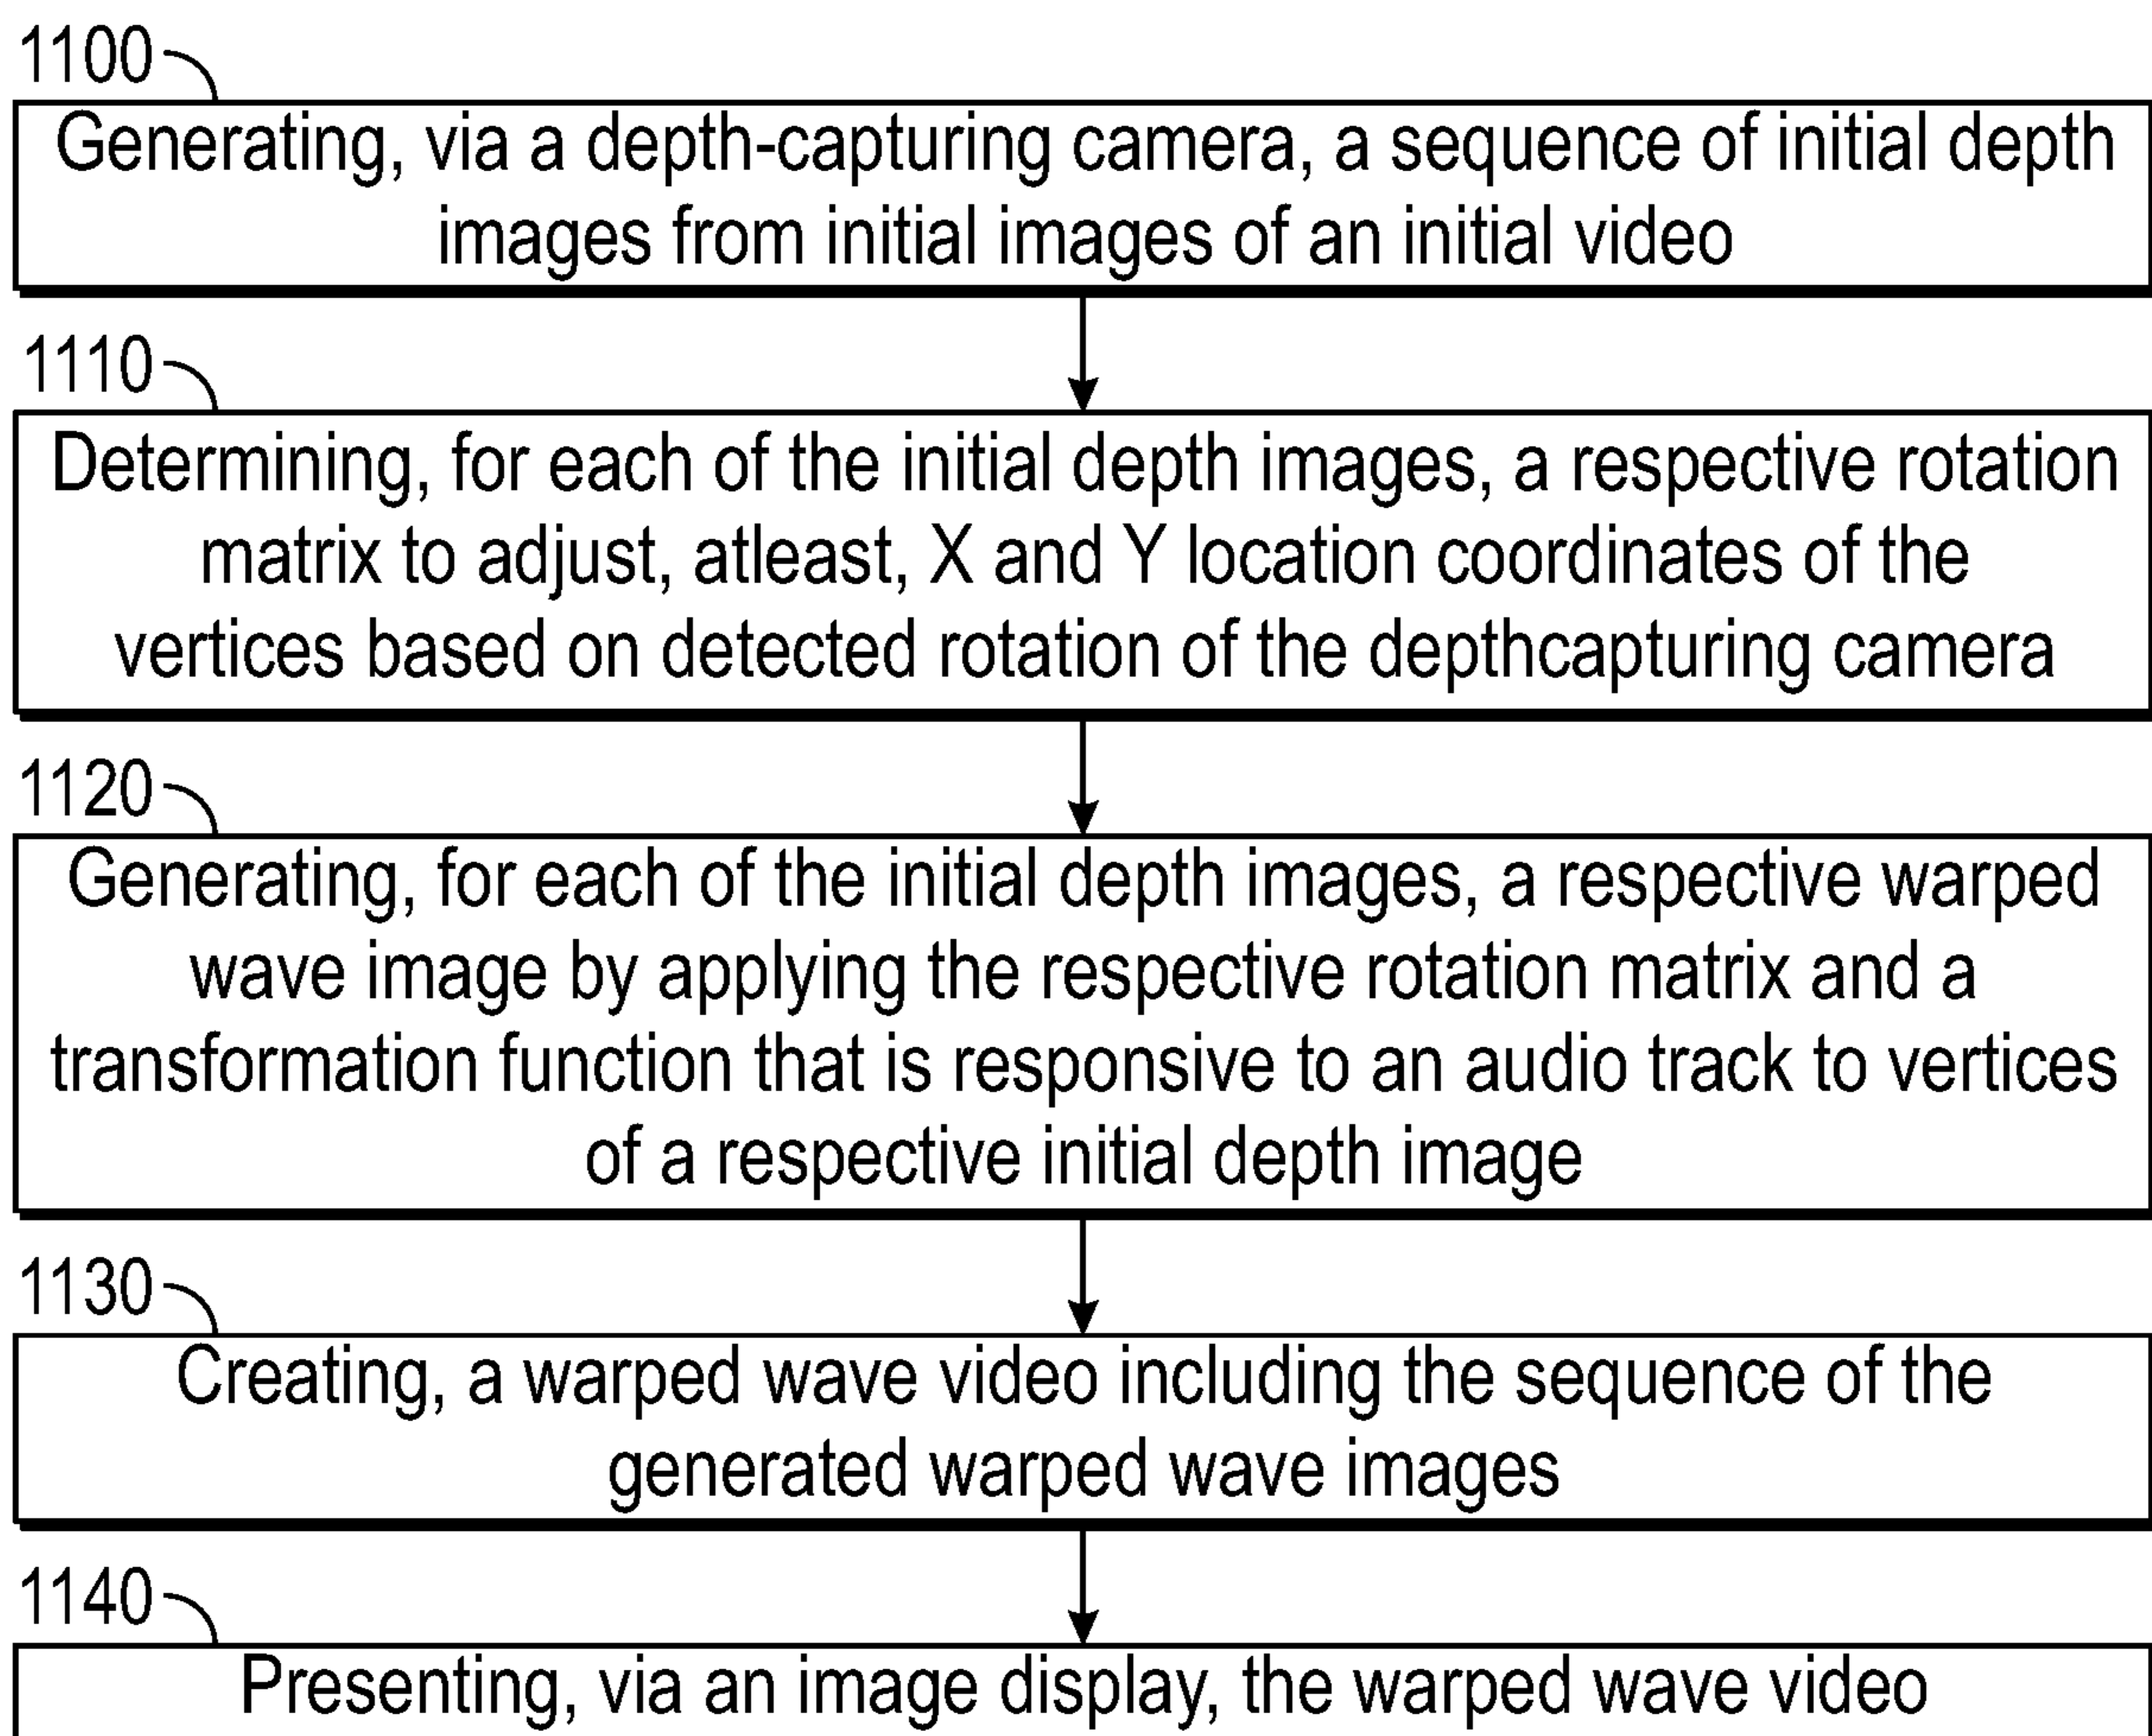 1100
Generating, via a depth-capturing camera, a sequence of initial depth
images from initial images of an initial video
1110
Determining, for each of the initial depth images, a respective rotation
matrix to adjust, atleast, X and Y location coordinates of the
vertices based on detected rotation of the depthcapturing camera
1120
Generating, for each of the initial depth images, a respective warped
wave image by applying the respective rotation matrix and a
transformation function that is responsive to an audio track to vertices
of a respective initial depth image
1130
Creating, a warped wave video including the sequence of the
generated warped wave images
1140
Presenting, via an image display, the warped wave video